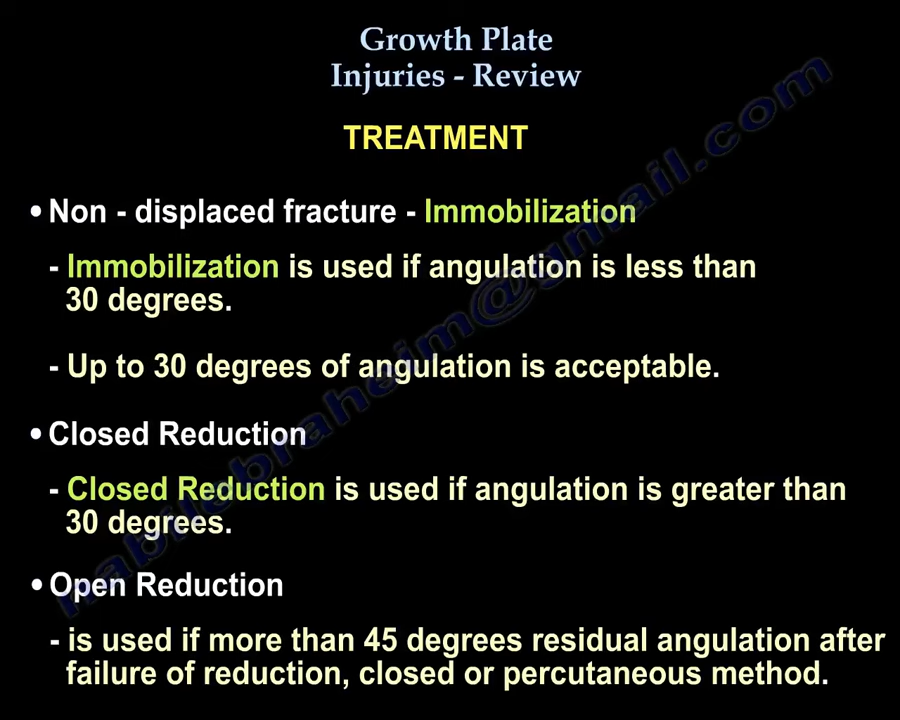 Growth Plate
Injuries - Review
TREATMENT
• Non - displaced fracture - Immobilization
- Immobilization is used if angulation is less than
30 degrees.
- Up to 30 degrees of angulation is acceptable.
• Closed Reduction
- Closed Reduction is used if angulation is greater than
30 degrees.
• Open Reduction
- is used if more than 45 degrees residual angulation after
failure of reduction, closed or percutaneous method.
nabilebraheim@gmail.com